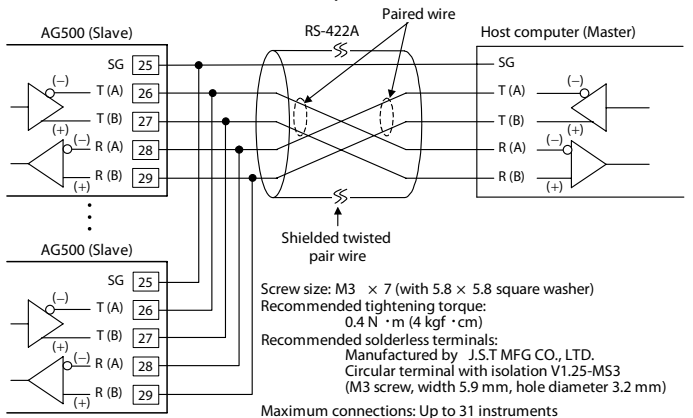 Paired wire
AG500 (Slave)
RS-422A
Host computer (Master)
SG 25
T (A) 26
T (B) 27
R (A) 28
R (B) 29
(−)
(+)
(−)
(+)
SG
T (A)
T (B)
R (A)
R (B)
(−)
(+)
(−)
(+)
Shielded twisted
pair wire
AG500 (Slave)
SG 25
T (A) 26
T (B) 27
R (A) 28
R (B) 29
(−)
(+)
(−)
(+)
Screw size: M3 × 7 (with 5.8 × 5.8 square washer)
Recommended tightening torque:
0.4 N・m (4 kgf・cm)
Recommended solderless terminals:
Manufactured by J.S.T MFG CO., LTD.
Circular terminal with isolation V1.25-MS3
(M3 screw, width 5.9 mm, hole diameter 3.2 mm)
Maximum connections: Up to 31 instruments